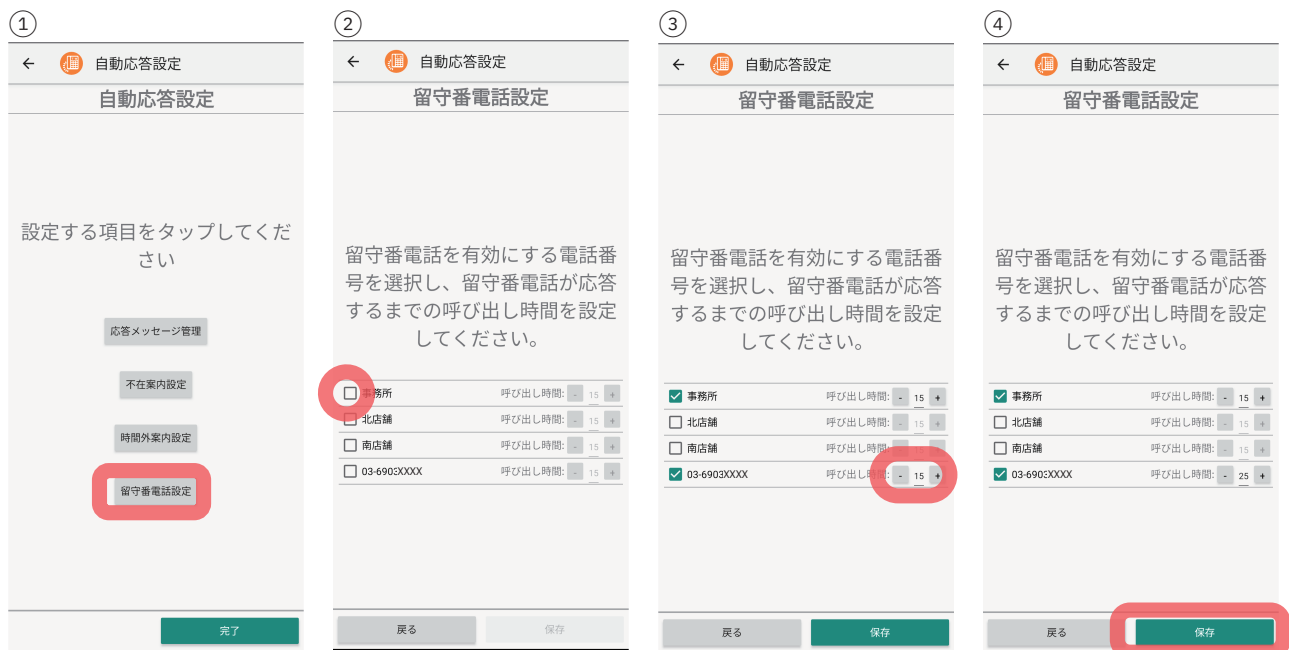 ①
← 自動応答設定
自動応答設定
設定する項目をタップしてくだ
さい
応答メッセージ管理
不在案内設定
時間外案内設定
留守番電話設定
完了
②
← 自動応答設定
留守番電話設定
留守番電話を有効にする電話番
号を選択し、留守番電話が応答
するまでの呼び出し時間を設定
してください。
事務所 呼び出し時間: - 15 +
北店舗 呼び出し時間: - 15 +
南店舗 呼び出し時間: - 15 +
03-6903XXXX 呼び出し時間: - 15 +
戻る 保存
③
← 自動応答設定
留守番電話設定
留守番電話を有効にする電話番
号を選択し、留守番電話が応答
するまでの呼び出し時間を設定
してください。
事務所 呼び出し時間: - 15 +
北店舗 呼び出し時間: - 15 +
南店舗 呼び出し時間: - 15 +
03-6903XXXX 呼び出し時間: - 15 +
戻る 保存
④
← 自動応答設定
留守番電話設定
留守番電話を有効にする電話番
号を選択し、留守番電話が応答
するまでの呼び出し時間を設定
してください。
事務所 呼び出し時間: - 15 +
北店舗 呼び出し時間: - 15 +
南店舗 呼び出し時間: - 15 +
03-6903XXXX 呼び出し時間: - 25 +
戻る 保存